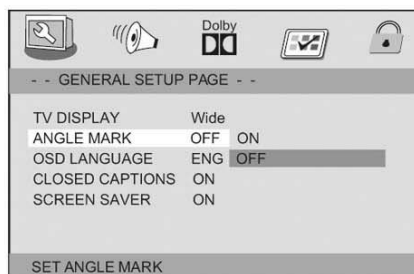 Dolby
- - GENERAL SETUP PAGE - -
TV DISPLAY Wide
ANGLE MARK OFF ON
OSD LANGUAGE ENG OFF
CLOSED CAPTIONS ON
SCREEN SAVER ON
SET ANGLE MARK